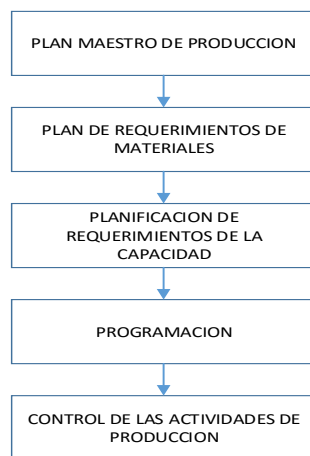 PLAN MAESTRO DE PRODUCCION
PLAN DE REQUERIMIENTOS DE
MATERIALES
PLANIFICACION DE
REQUERIMIENTOS DE LA
CAPACIDAD
PROGRAMACION
CONTROL DE LAS ACTIVIDADES DE
PRODUCCION